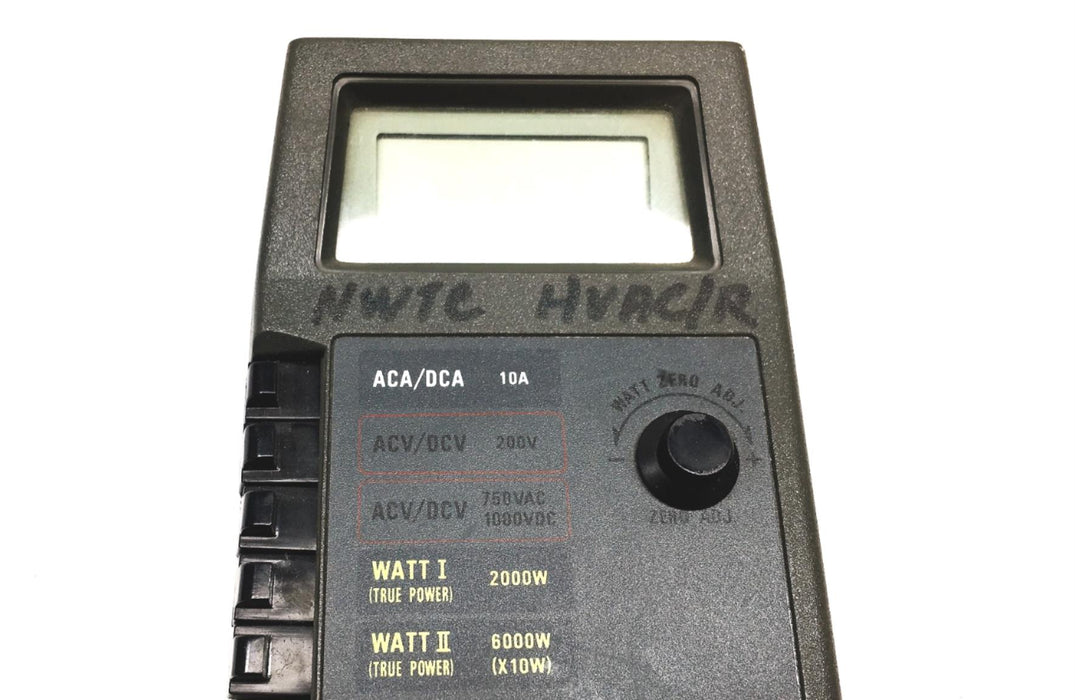 NWTC HVAC/R
ACA/DCA 10A
WATT ZERO ADJ.
ACV/DCV 200V
- +
ACV/DCV 750VAC
1000VDC
ZERO ADJ.
WATT I 2000W
(TRUE POWER)
WATT II 6000W
(TRUE POWER) (X10W)